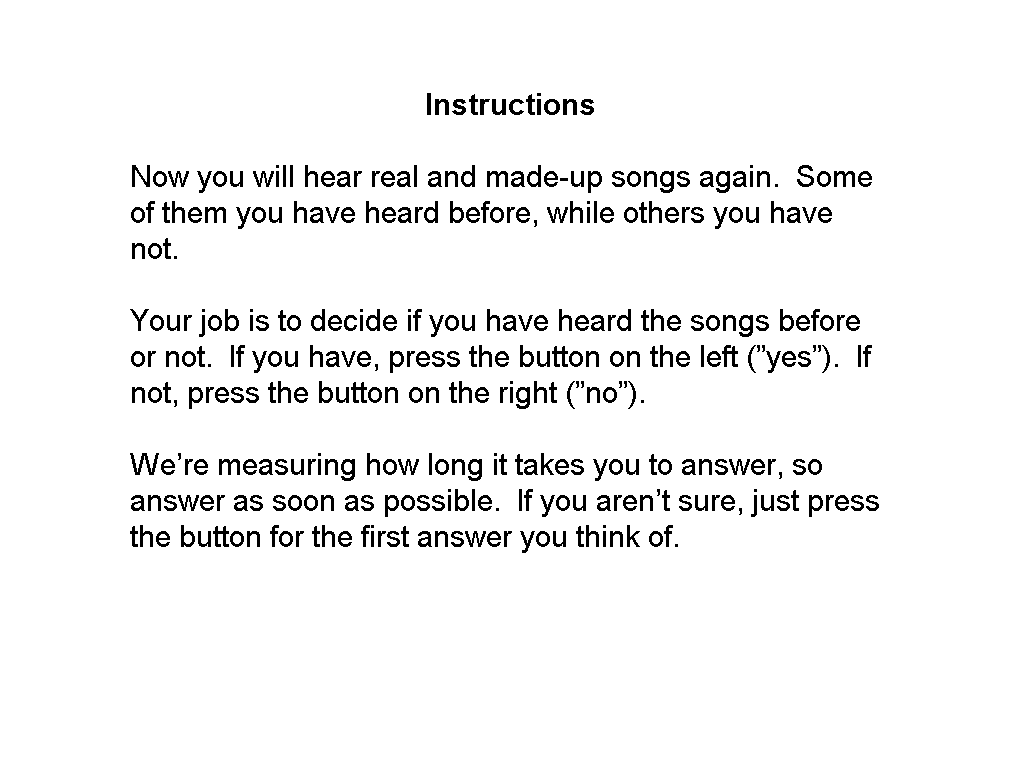 Instructions
Now you will hear real and made-up songs again.  Some
of them you have heard before, while others you have
not.
Your job is to decide if you have heard the songs before
or not.  If you have, press the button on the left (”yes”).  If
not, press the button on the right (”no”).
We’re measuring how long it takes you to answer, so
answer as soon as possible.  If you aren’t sure, just press
the button for the first answer you think of.